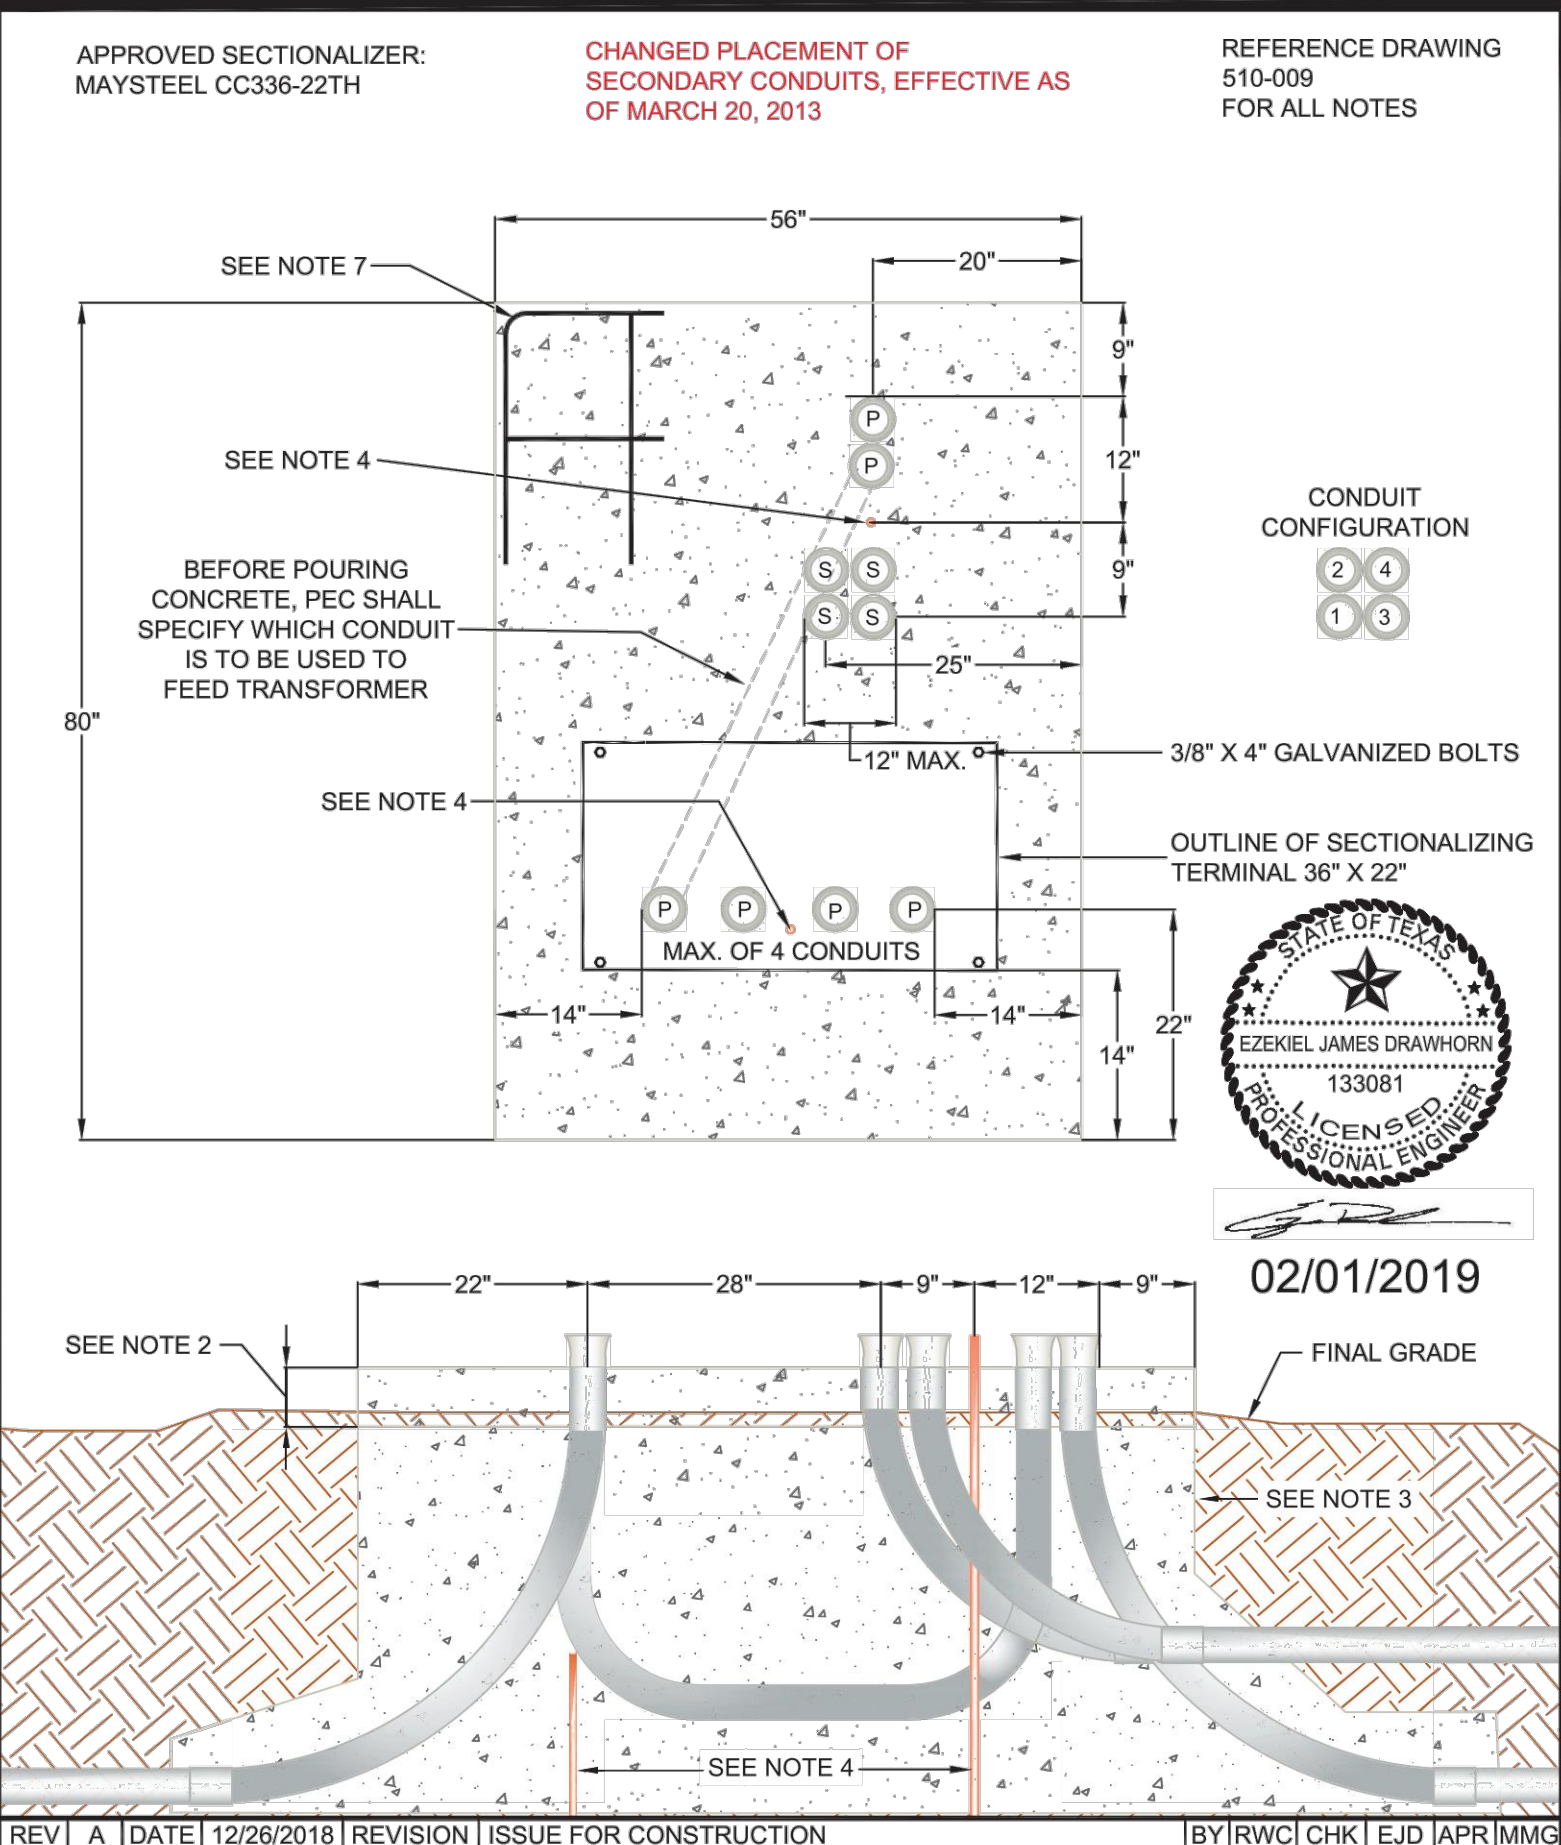 APPROVED SECTIONALIZER:
MAYSTEEL CC336-22TH
CHANGED PLACEMENT OF
SECONDARY CONDUITS, EFFECTIVE AS
OF MARCH 20, 2013
REFERENCE DRAWING
510-009
FOR ALL NOTES
56"
20"
SEE NOTE 7
9"
P
P
12"
SEE NOTE 4
CONDUIT
CONFIGURATION
2 4
1 3
S S
S S
9"
BEFORE POURING
CONCRETE, PEC SHALL
SPECIFY WHICH CONDUIT
IS TO BE USED TO
FEED TRANSFORMER
25"
80"
12" MAX.
3/8" X 4" GALVANIZED BOLTS
SEE NOTE 4
OUTLINE OF SECTIONALIZING
TERMINAL 36" X 22"
P P P P
MAX. OF 4 CONDUITS
14"
14"
22"
14"
STATE OF TEXAS
EZEKIEL JAMES DRAWHORN
133081
LICENSED
PROFESSIONAL ENGINEER
02/01/2019
22" 28" 9" 12" 9"
SEE NOTE 2
FINAL GRADE
SEE NOTE 3
SEE NOTE 4
REV A DATE 12/26/2018 REVISION ISSUE FOR CONSTRUCTION BY RWC CHK EJD APR MMG